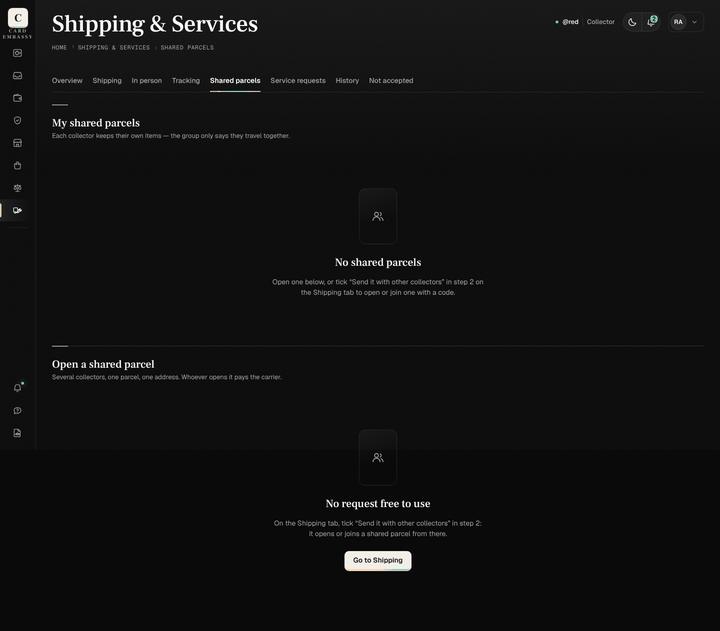 C
CARD
EMBASSY
Shipping & Services
@red Collector
2
RA
HOME › SHIPPING & SERVICES › SHARED PARCELS
Overview Shipping In person Tracking Shared parcels Service requests History Not accepted
My shared parcels
Each collector keeps their own items — the group only says they travel together.
No shared parcels
Open one below, or tick “Send it with other collectors” in step 2 on
the Shipping tab to open or join one with a code.
Open a shared parcel
Several collectors, one parcel, one address. Whoever opens it pays the carrier.
No request free to use
On the Shipping tab, tick “Send it with other collectors” in step 2:
it opens or joins a shared parcel from there.
Go to Shipping